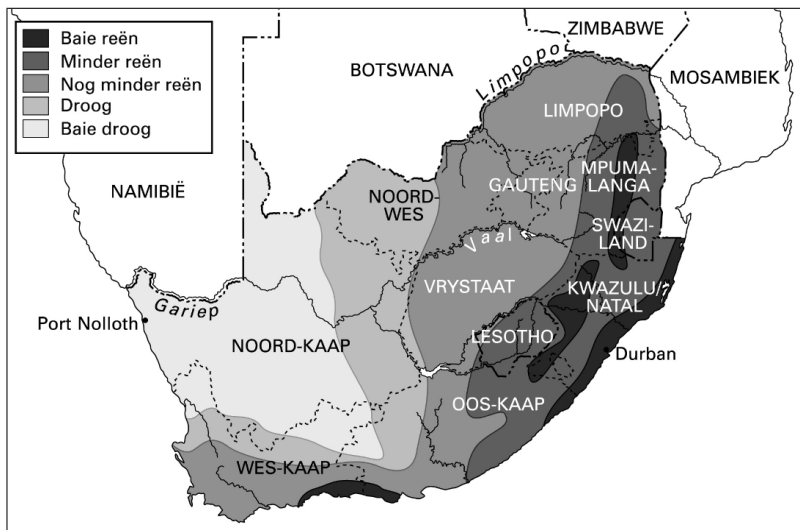 Baie reën
Minder reën
Nog minder reën
Droog
Baie droog
ZIMBABWE
BOTSWANA
MOSAMBIEK
Limpopo
LIMPOPO
NAMIBIË
NOORD-
WES
GAUTENG
MPUMA-
LANGA
SWAZI-
LAND
Vaal
VRYSTAAT
KWAZULU/
NATAL
Gariep
Port Nolloth
NOORD-KAAP
LESOTHO
Durban
OOS-KAAP
WES-KAAP